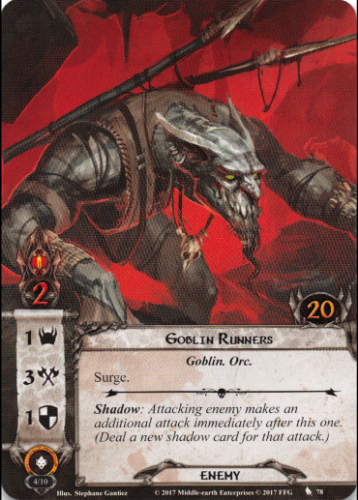 2
20
1
Goblin Runners
Goblin. Orc.
3
Surge.
1
Shadow: Attacking enemy makes an
additional attack immediately after this one.
(Deal a new shadow card for that attack.)
4/10
ENEMY
Illus. Stephane Gantiez
© 2017 Middle-earth Enterprises © 2017 FFG
78